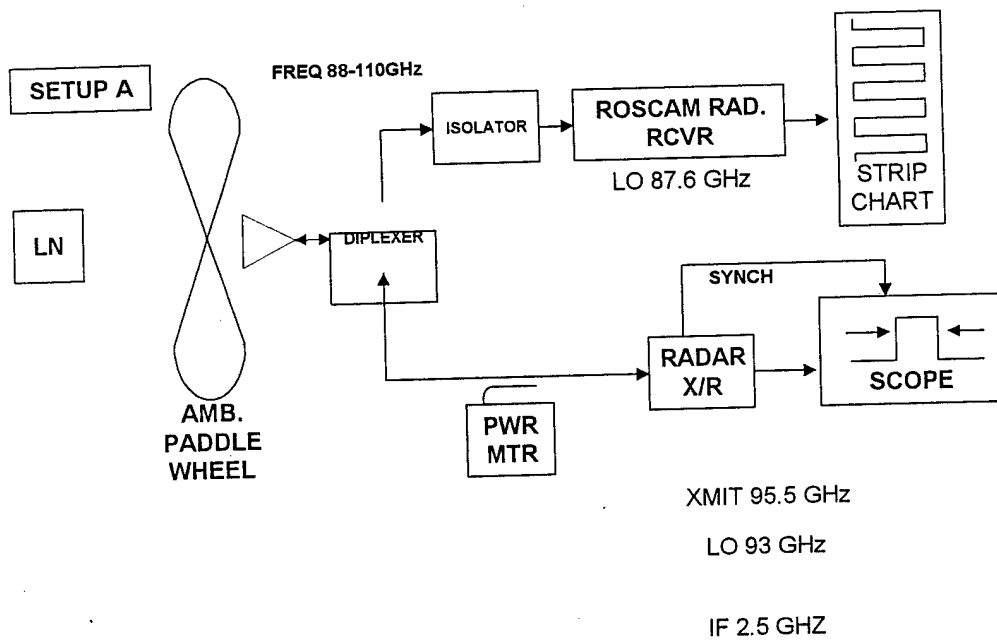 SETUP A
FREQ 88-110GHz
ISOLATOR
ROSCAM RAD.
RCVR
LO 87.6 GHz
STRIP
CHART
LN
DIPLEXER
AMB.
PADDLE
WHEEL
SYNCH
RADAR
X/R
SCOPE
PWR
MTR
XMIT 95.5 GHz
LO 93 GHz
IF 2.5 GHZ